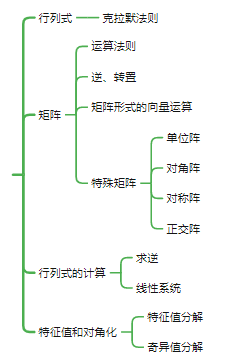 行列式
克拉默法则
矩阵
运算法则
逆、转置
矩阵形式的向量运算
特殊矩阵
单位阵
对角阵
对称阵
正交阵
行列式的计算
求逆
线性系统
特征值和对角化
特征值分解
奇异值分解